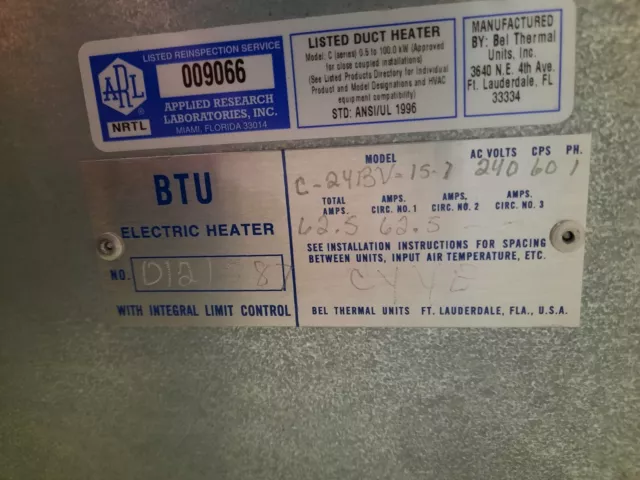 LISTED REINSPECTION SERVICE
009066
ARL
®
NRTL
APPLIED RESEARCH
LABORATORIES, INC.
MIAMI, FLORIDA 33014
LISTED DUCT HEATER
Model: C (series) 0.5 to 100.0 kW (Approved
for close coupled installations)
(See Listed Products Directory for Individual
Product and Model Designations and HVAC
equipment compatibility)
STD: ANSI/UL 1996
MANUFACTURED
BY: Bel Thermal
Units, Inc.
3640 N.E. 4th Ave.
Ft. Lauderdale, FL
33334
BTU
ELECTRIC HEATER
NO. 0121-87
WITH INTEGRAL LIMIT CONTROL
MODEL AC VOLTS CPS PH.
C-24BV-15-1 240 60 1
TOTAL AMPS. AMPS. CIRC. NO. 1 AMPS. CIRC. NO. 2 AMPS. CIRC. NO. 3
62.5 62.5 - -
SEE INSTALLATION INSTRUCTIONS FOR SPACING
BETWEEN UNITS, INPUT AIR TEMPERATURE, ETC.
BEL THERMAL UNITS FT. LAUDERDALE, FLA., U.S.A.